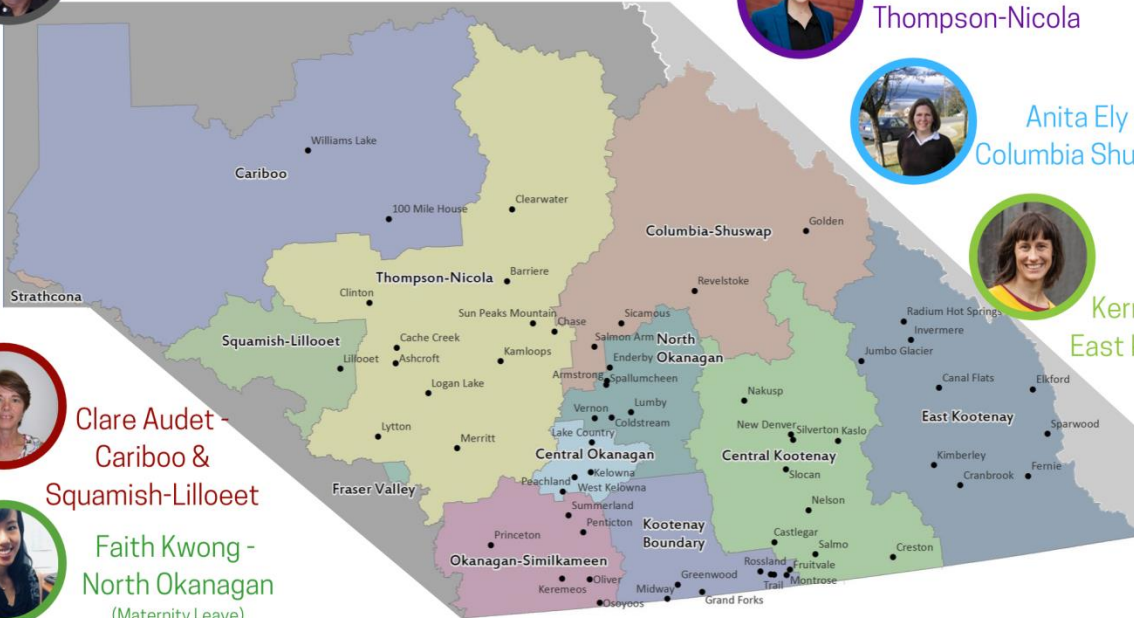 Thompson-Nicola
Anita Ely
Columbia Shu
Kerr
East
Clare Audet -
Cariboo &
Squamish-Lilloeet
Faith Kwong -
North Okanagan
(Maternity Leave)
Williams Lake
Cariboo
100 Mile House
Clearwater
Golden
Columbia-Shuswap
Thompson-Nicola
Barriere
Revelstoke
Strathcona
Clinton
Sun Peaks Mountain
Chase
Sicamous
Radium Hot Springs
Invermere
Squamish-Lillooet
Cache Creek
Salmon Arm
North
Okanagan
Lillooet
Ashcroft
Kamloops
Enderby
Jumbo Glacier
Armstrong
Spallumcheen
Logan Lake
Canal Flats
Elkford
Nakusp
Lumby
Vernon
Coldstream
East Kootenay
Sparwood
Lytton
Merritt
Lake Country
New Denver
Silverton
Kaslo
Central Okanagan
Central Kootenay
Kelowna
Kimberley
Fernie
Fraser Valley
Peachland
West Kelowna
Slocan
Cranbrook
Summerland
Nelson
Penticton
Kootenay
Boundary
Princeton
Castlegar
Salmo
Creston
Okanagan-Similkameen
Rossland
Fruitvale
Keremeos
Oliver
Greenwood
Trail
Montrose
Midway
Osoyoos
Grand Forks